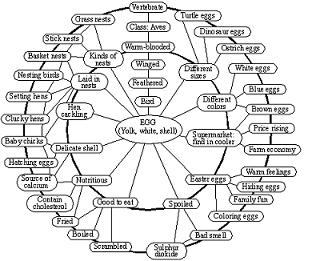 Vertebrate
Grass nests
Turtle eggs
Class: Aves
Dinosaur eggs
Stick nests
Warm-blooded
Ostrich eggs
Basket nests
Kinds of
nests
Winged
Different
sizes
White eggs
Nesting birds
Laid in
nests
Feathered
Blue eggs
Setting hens
Bird
Different
colors
Brown eggs
Hen
cackling
Clucky hens
EGG
(Yolk, white, shell)
Price rising
Baby chicks
Delicate shell
Supermarket
find in cooler
Farm economy
Hatching eggs
Warm feelings
Source of
calcium
Nutritious
Easter eggs
Hiding eggs
Contain
cholesterol
Good to eat
Spoiled
Family fun
Fried
Coloring eggs
Boiled
Bad smell
Scrambled
Sulphur
dioxide